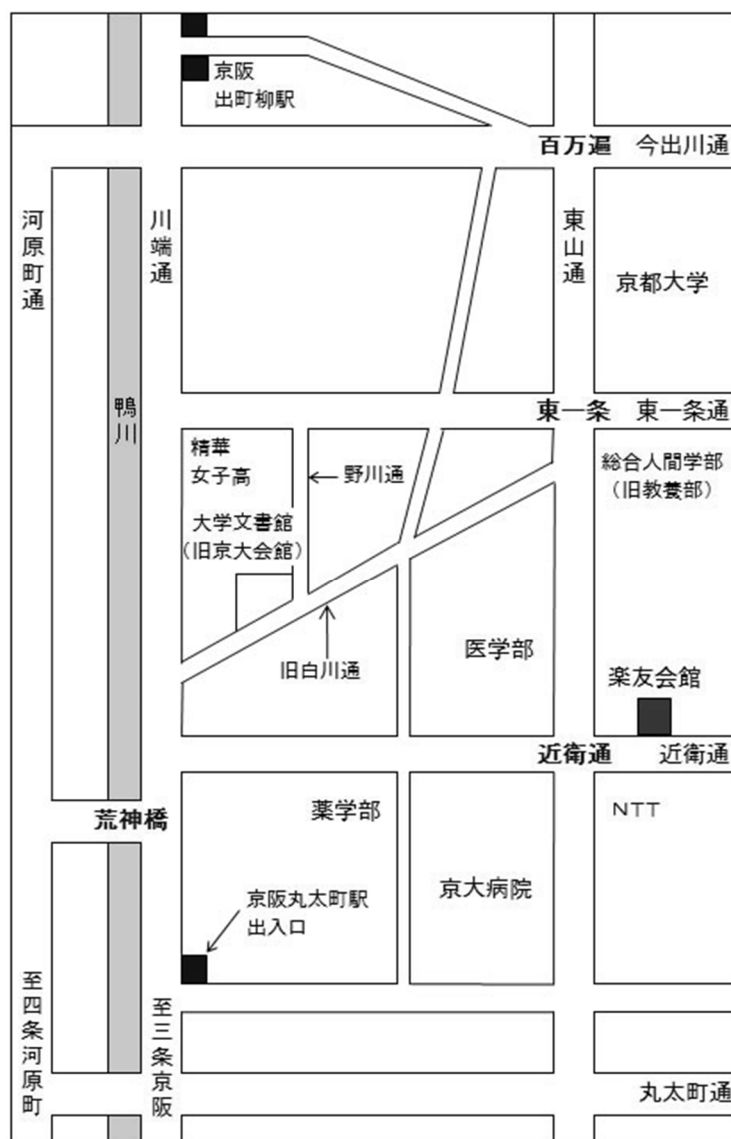 京阪
出町柳駅
百万遍 今出川通
河原町通
川端通
東山通
京都大学
鴨川
東一条 東一条通
精華
女子高
野川通
総合人間学部
（旧教養部）
大学文書館
（旧京大会館）
医学部
旧白川通
楽友会館
近衛通 近衛通
荒神橋
薬学部
NTT
京大病院
京阪丸太町駅
出入口
至四条河原町
至三条京阪
丸太町通